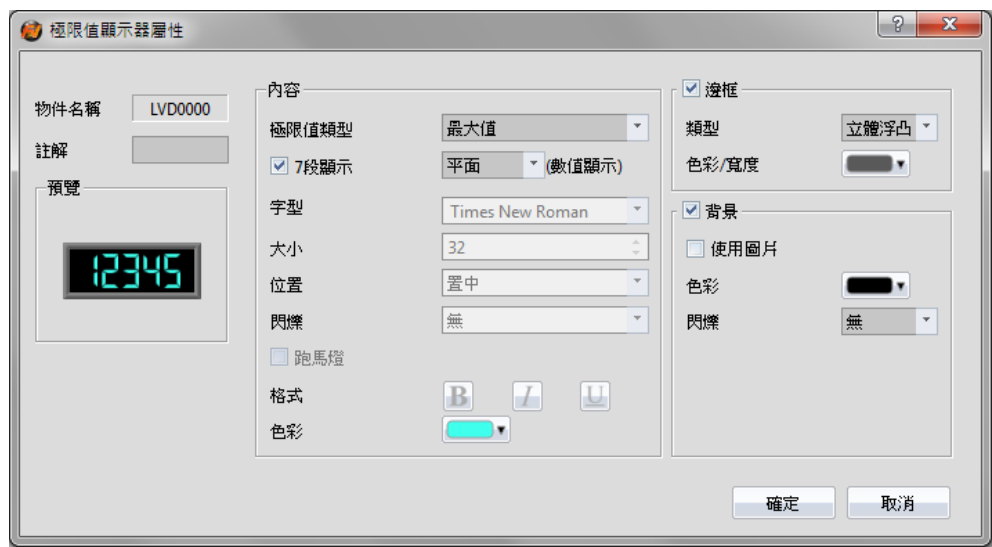 極限值顯示器屬性
?
X
物件名稱 LVD0000
註解
預覽
12345
內容
極限值類型 最大值
7段顯示 平面 (數值顯示)
字型 Times New Roman
大小 32
位置 置中
閃爍 無
跑馬燈
格式 B I U
色彩
邊框
類型 立體浮凸
色彩/寬度
背景
使用圖片
色彩
閃爍 無
確定 取消